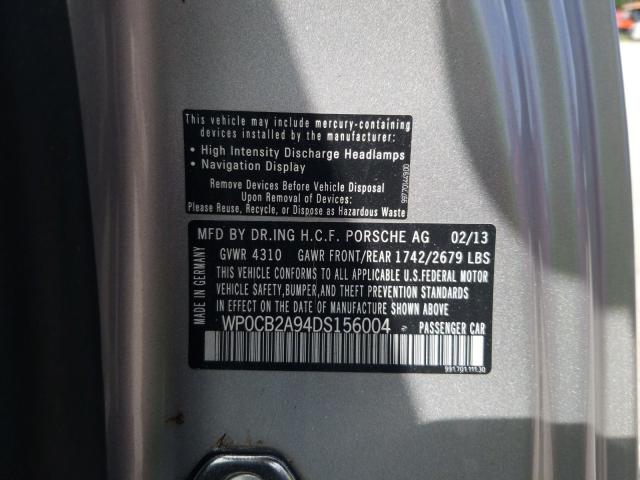 This vehicle may include mercury-containing
devices installed by the manufacturer:
• High Intensity Discharge Headlamps
• Navigation Display
Remove Devices Before Vehicle Disposal
Upon Removal of Devices:
Please Reuse, Recycle, or Dispose as Hazardous Waste
MFD BY DR.ING H.C.F. PORSCHE AG 02/13
GVWR 4310 GAWR FRONT/REAR 1742/2679 LBS
THIS VEHICLE CONFORMS TO ALL APPLICABLE U.S.FEDERAL MOTOR
VEHICLE SAFETY,BUMPER,AND THEFT PREVENTION STANDARDS
IN EFFECT ON THE DATE OF MANUFACTURE SHOWN ABOVE
WP0CB2A94DS156004 PASSENGER CAR
991.701.111.30
MADE IN GERMANY